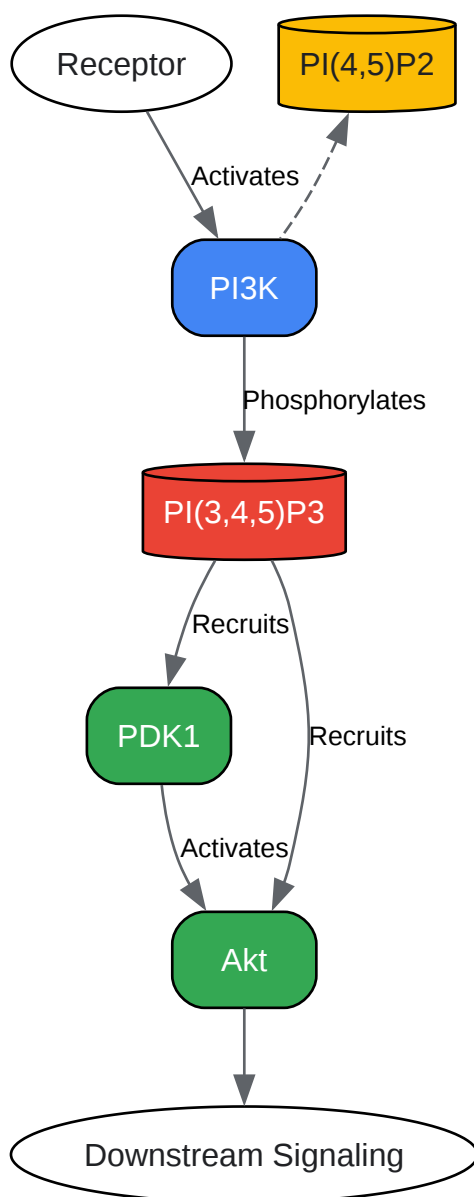 Receptor
PI(4,5)P2
Activates
PI3K
Phosphorylates
PI(3,4,5)P3
Recruits
PDK1
Recruits
Activates
Akt
Downstream Signaling